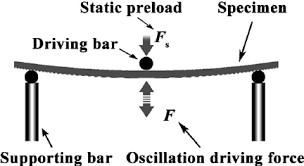 Static preload
Specimen
Driving bar
Fs
F
Supporting bar
Oscillation driving force